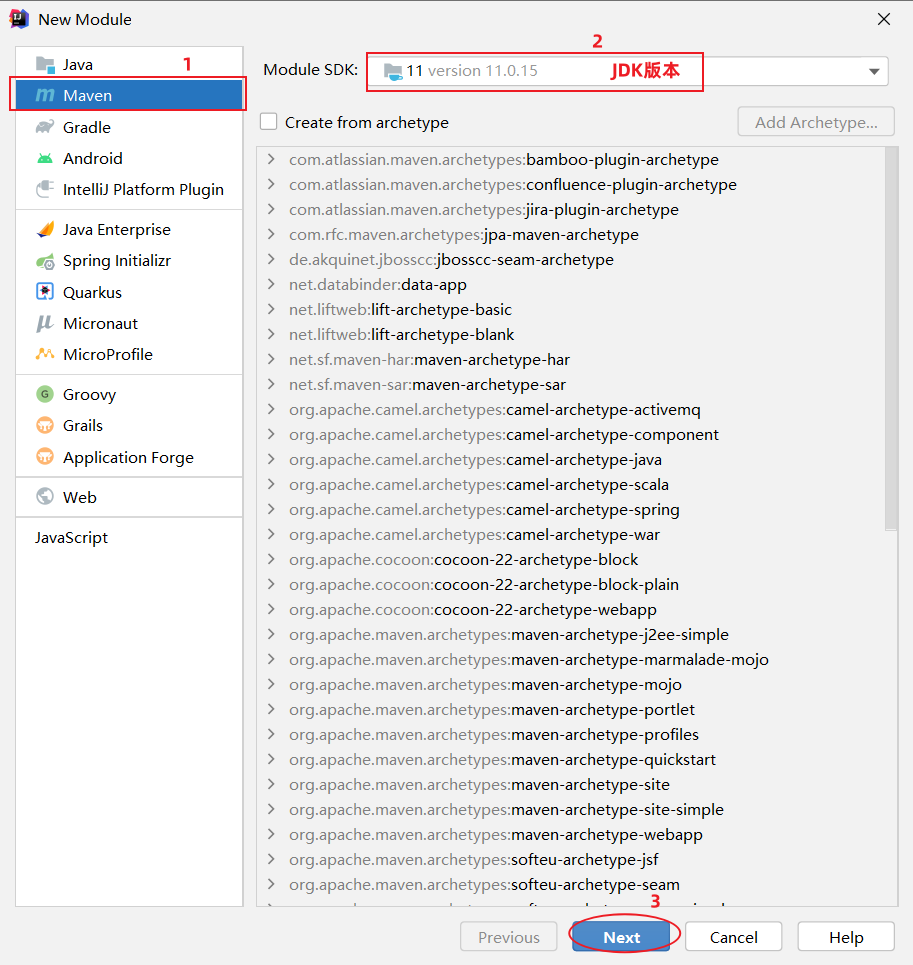 New Module
Java
1
Maven
Gradle
Android
IntelliJ Platform Plugin
Java Enterprise
Spring Initializr
Quarkus
Micronaut
MicroProfile
Groovy
Grails
Application Forge
Web
JavaScript
2
Module SDK: 11 version 11.0.15 JDK版本
Create from archetype
Add Archetype...
com.atlassian.maven.archetypes:bamboo-plugin-archetype
com.atlassian.maven.archetypes:confluence-plugin-archetype
com.atlassian.maven.archetypes:jira-plugin-archetype
com.rfc.maven.archetypes:jpa-maven-archetype
de.akquinet.jbosscc:jbosscc-seam-archetype
net.databinder:data-app
net.liftweb:lift-archetype-basic
net.liftweb:lift-archetype-blank
net.sf.maven-har:maven-archetype-har
net.sf.maven-sar:maven-archetype-sar
org.apache.camel.archetypes:camel-archetype-activemq
org.apache.camel.archetypes:camel-archetype-component
org.apache.camel.archetypes:camel-archetype-java
org.apache.camel.archetypes:camel-archetype-scala
org.apache.camel.archetypes:camel-archetype-spring
org.apache.camel.archetypes:camel-archetype-war
org.apache.cocoon:cocoon-22-archetype-block
org.apache.cocoon:cocoon-22-archetype-block-plain
org.apache.cocoon:cocoon-22-archetype-webapp
org.apache.maven.archetypes:maven-archetype-j2ee-simple
org.apache.maven.archetypes:maven-archetype-marmalade-mojo
org.apache.maven.archetypes:maven-archetype-mojo
org.apache.maven.archetypes:maven-archetype-portlet
org.apache.maven.archetypes:maven-archetype-profiles
org.apache.maven.archetypes:maven-archetype-quickstart
org.apache.maven.archetypes:maven-archetype-site
org.apache.maven.archetypes:maven-archetype-site-simple
org.apache.maven.archetypes:maven-archetype-webapp
org.apache.maven.archetypes:softeu-archetype-jsf
org.apache.maven.archetypes:softeu-archetype-seam
3
Previous
Next
Cancel
Help